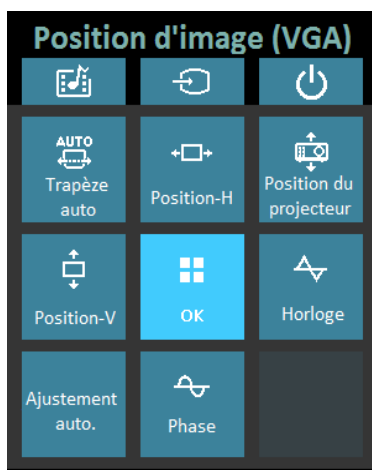 Position d'image (VGA)
AUTO
Trapèze
auto
Position-H
Position du
projecteur
Position-V
OK
Horloge
Ajustement
auto.
Phase